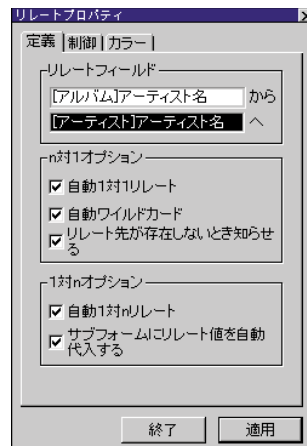 リレートプロパティ
定義 制御 カラー
リレートフィールド
[アルバム]アーティスト名 から
[アーティスト]アーティスト名 へ
n対1オプション
自動1対1リレート
自動ワイルドカード
リレート先が存在しないとき知らせ
る
1対nオプション
自動1対nリレート
サブフォームにリレート値を自動
代入する
終了 適用